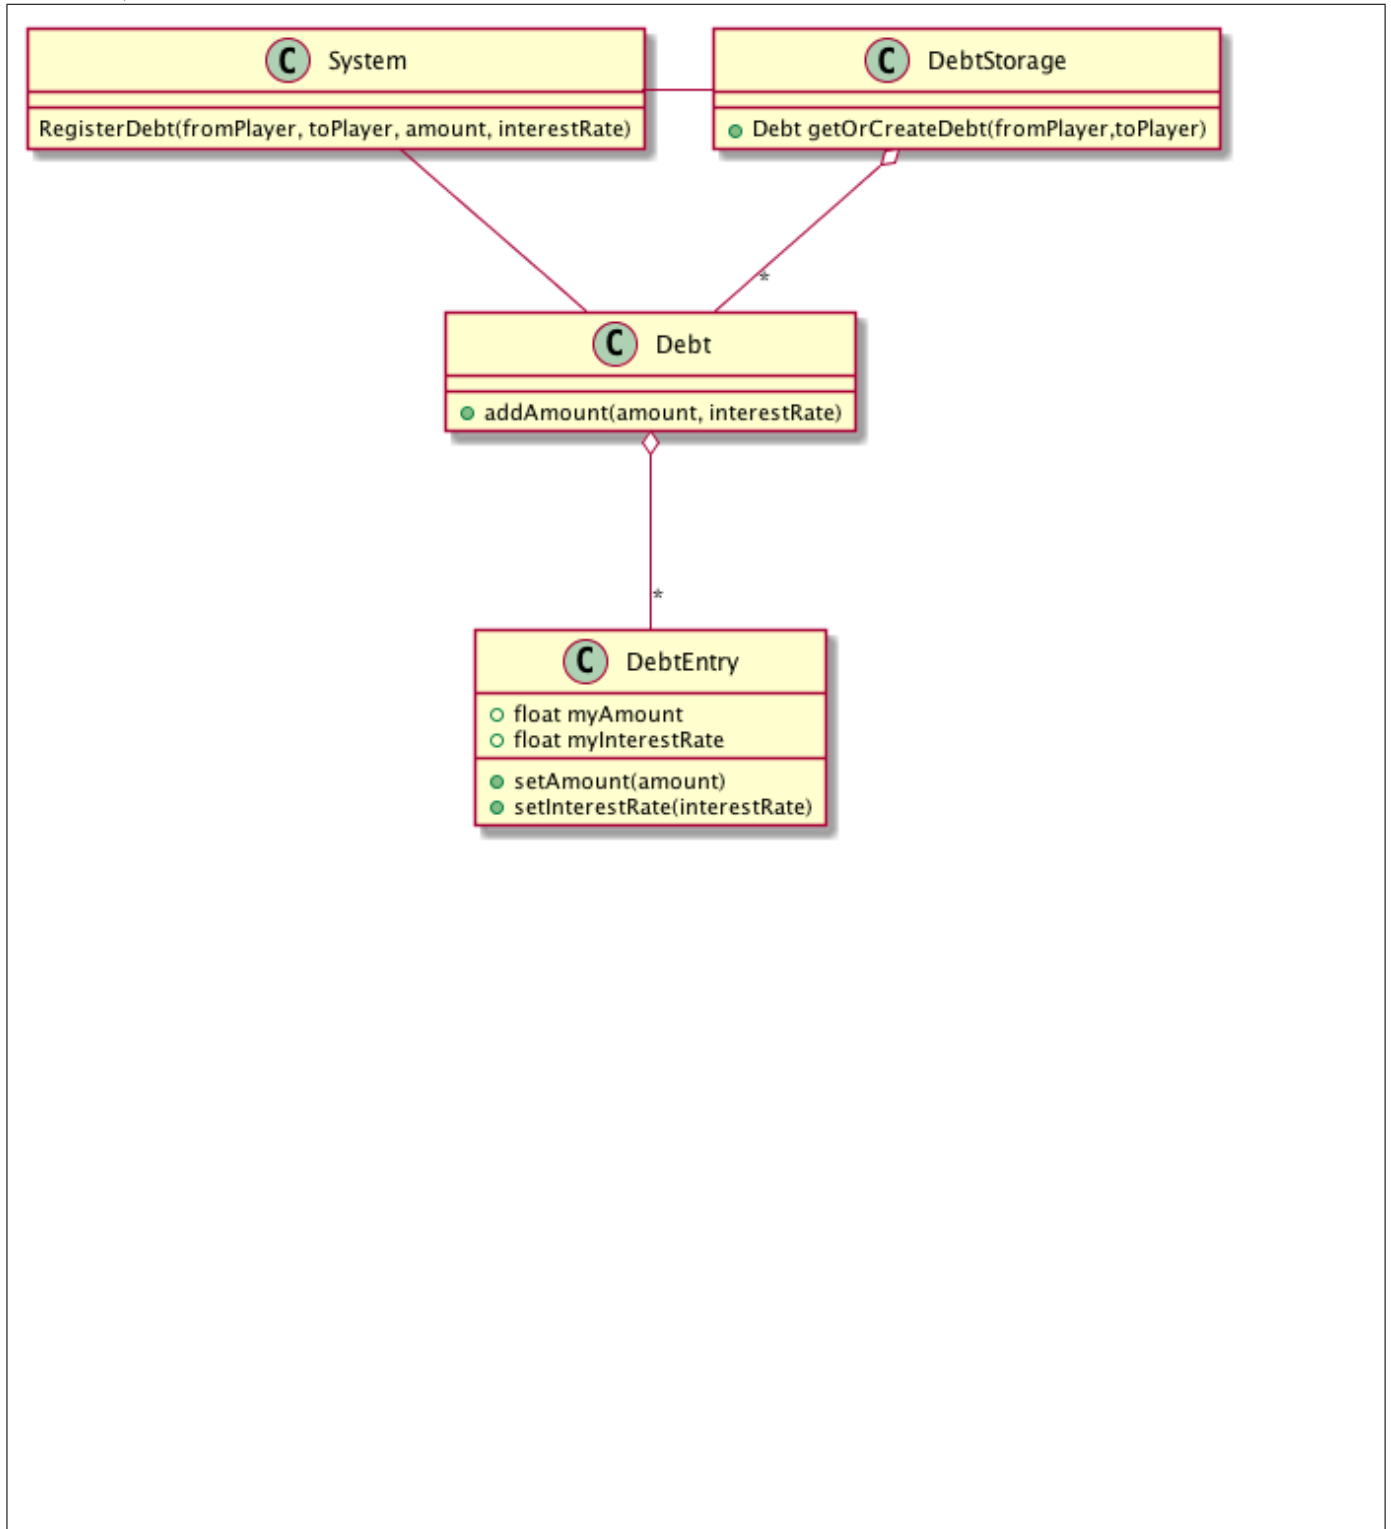 C System
RegisterDebt(fromPlayer, toPlayer, amount, interestRate)
C DebtStorage
Debt getOrCreateDebt(fromPlayer,toPlayer)
*
C Debt
addAmount(amount, interestRate)
*
C DebtEntry
float myAmount
float myInterestRate
setAmount(amount)
setInterestRate(interestRate)